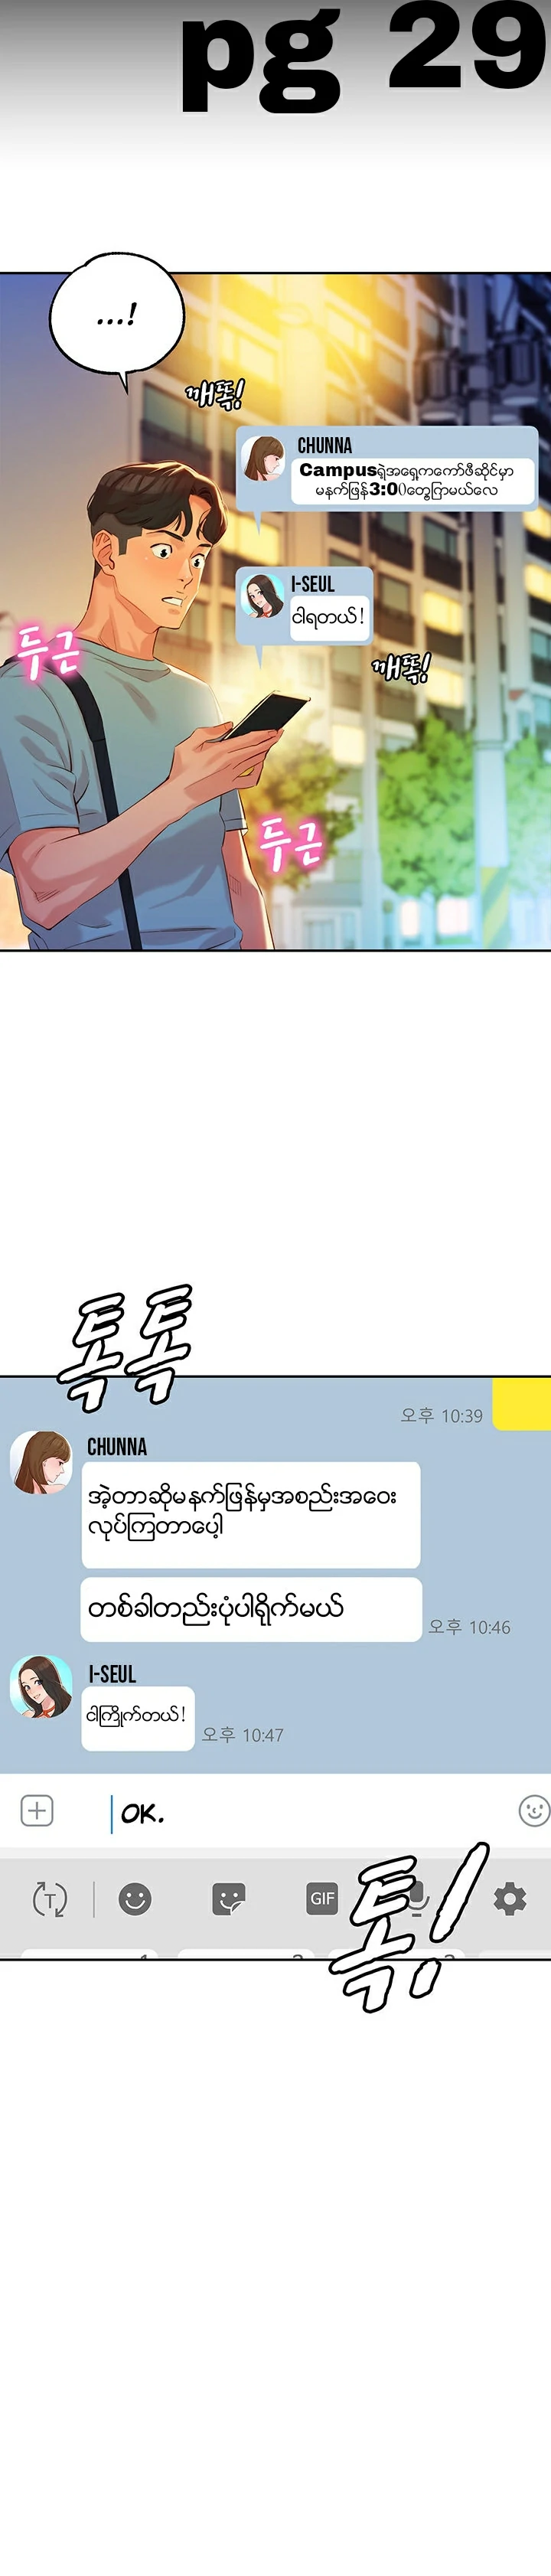 pg 29
...!
깨똑!
CHUNNA
Campusရဲ့အရှေ့ကကော်ဖီဆိုင်မှာ
မနက်ဖြန်3:00တွေ့ကြမယ်လေ
I-SEUL
ငါရတယ်!
두근
깨똑!
두근
톡톡
오후 10:39
CHUNNA
အဲ့တာဆိုမနက်ဖြန်မှအစည်းအဝေး
လုပ်ကြတာပေါ့
တစ်ခါတည်းပုံပါရိုက်မယ်
오후 10:46
I-SEUL
ငါကြိုက်တယ်!
오후 10:47
OK.
T
GIF
톡!